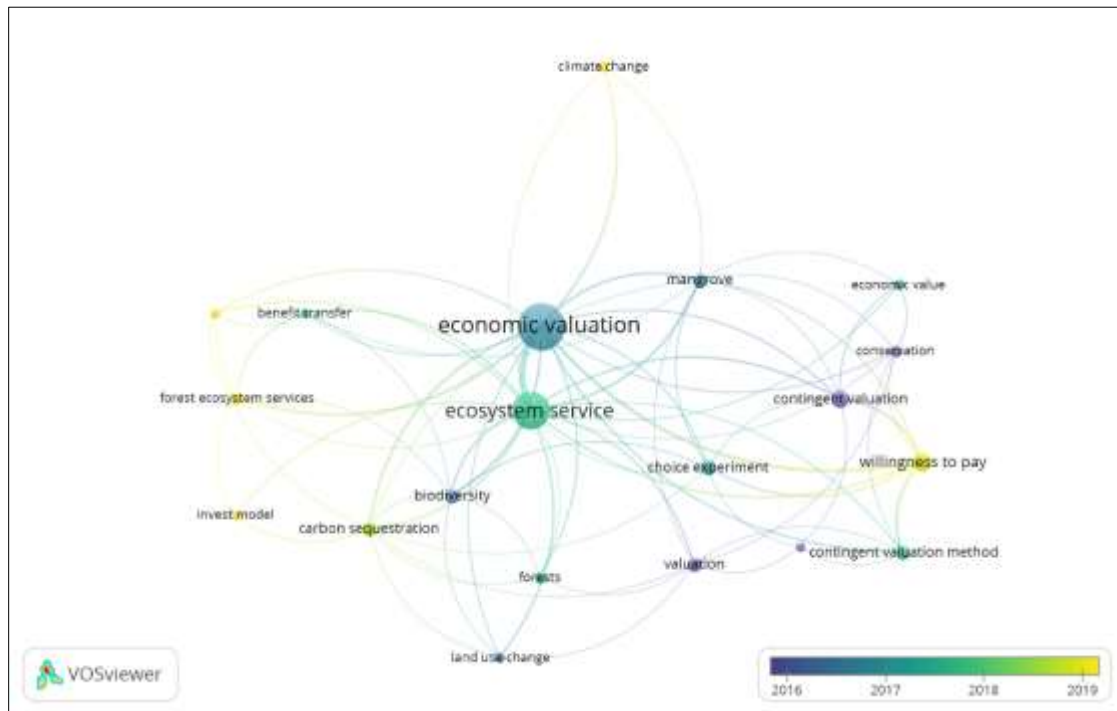 climate change
mangrove
economic value
benefit transfer
economic valuation
conservation
forest ecosystem services
contingent valuation
ecosystem service
willingness to pay
choice experiment
biodiversity
invest model
carbon sequestration
contingent valuation method
valuation
forests
land use change
VOSviewer
2016 2017 2018 2019